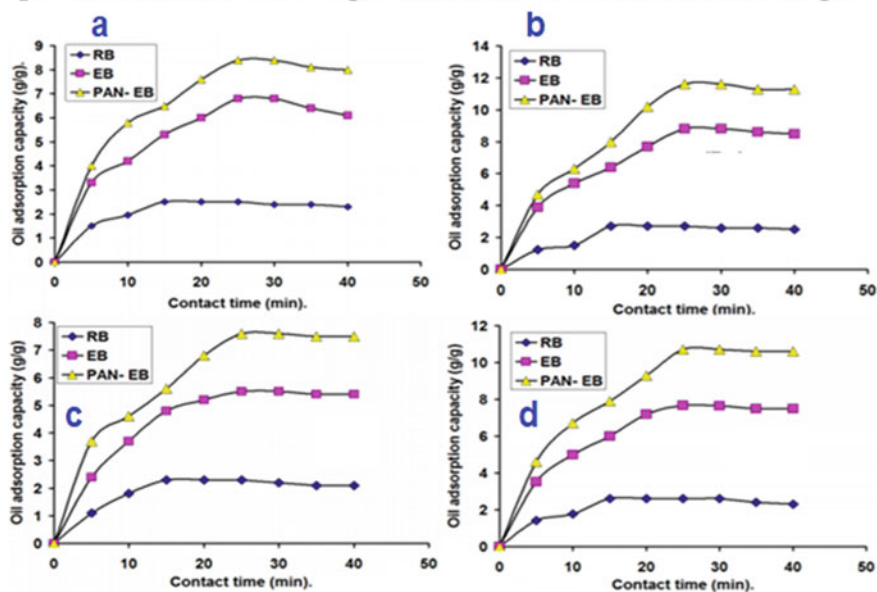 a
Oil adsorption capacity (g/g).
9
8
7
6
5
4
3
2
1
0
RB
EB
PAN- EB
0 10 20 30 40 50
Contact time (min).
b
Oil adsorption capacity (g/g)
14
12
10
8
6
4
2
0
RB
EB
PAN- EB
0 10 20 30 40 50
Contact time (min).
c
Oil adsorption capacity (g/g)
8
7
6
5
4
3
2
1
0
RB
EB
PAN- EB
0 10 20 30 40 50
Contact time (min).
d
Oil adsorption capacity (g/g)
12
10
8
6
4
2
0
RB
EB
PAN- EB
0 10 20 30 40 50
Contact time (min).